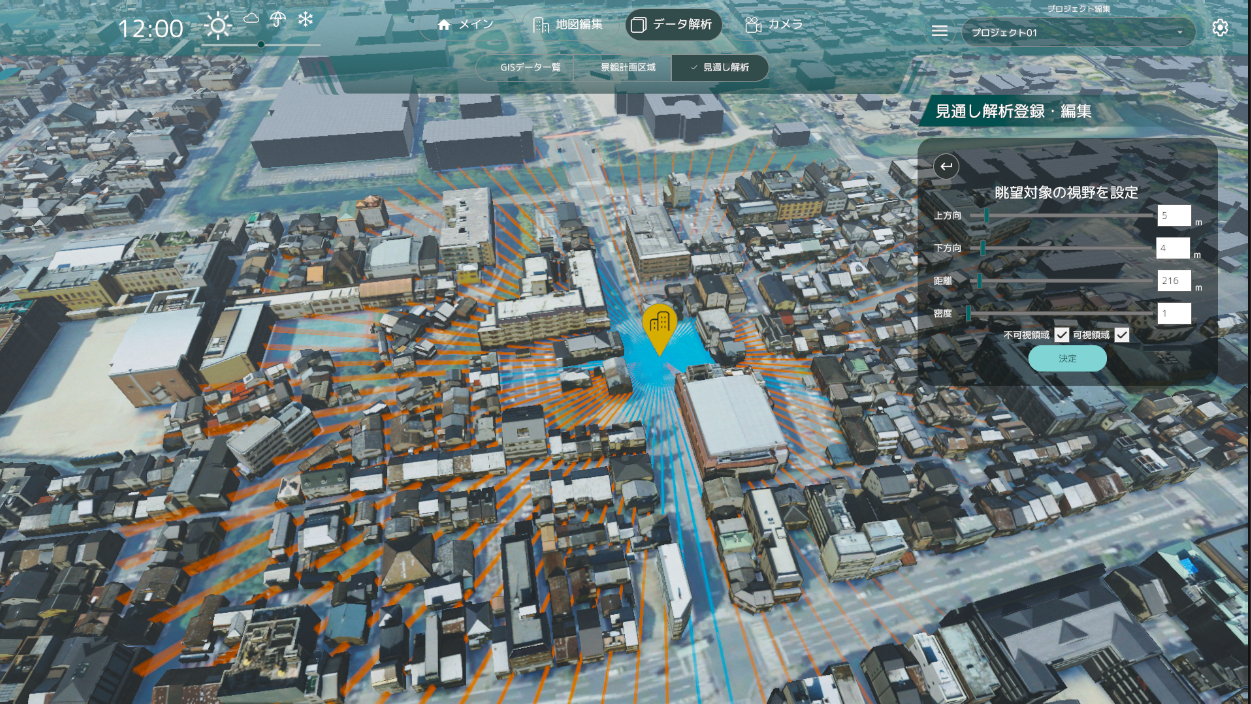 プロジェクト編集
12:00
メイン
地図編集
データ解析
カメラ
プロジェクト01
GISデータ一覧
景観計画区域
見通し解析
見通し解析登録・編集
眺望対象の視野を設定
上方向 5 m
下方向 4 m
距離 216 m
密度 1
不可視領域 可視領域
決定